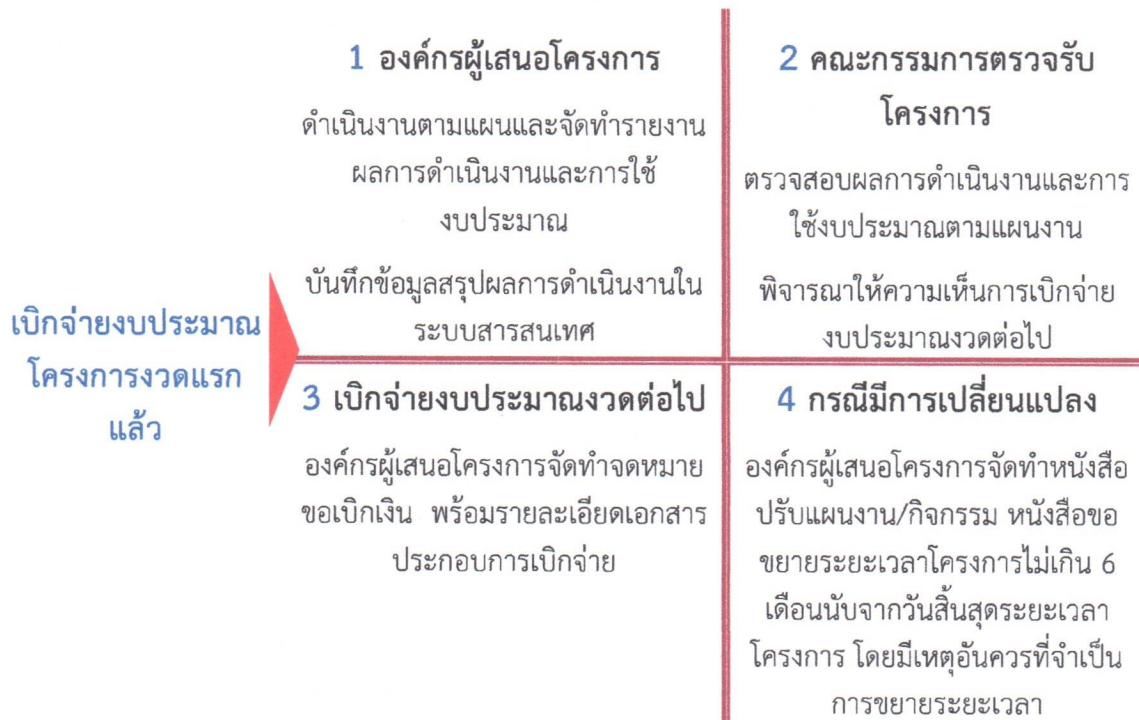 เบิกจ่ายงบประมาณ
โครงการงวดแรก
แล้ว
1 องค์กรผู้เสนอโครงการ
ดำเนินงานตามแผนและจัดทำรายงาน
ผลการดำเนินงานและการใช้
งบประมาณ
บันทึกข้อมูลสรุปผลการดำเนินงานใน
ระบบสารสนเทศ
2 คณะกรรมการตรวจรับ
โครงการ
ตรวจสอบผลการดำเนินงานและการ
ใช้งบประมาณตามแผนงาน
พิจารณาให้ความเห็นการเบิกจ่าย
งบประมาณงวดต่อไป
3 เบิกจ่ายงบประมาณงวดต่อไป
องค์กรผู้เสนอโครงการจัดทำจดหมาย
ขอเบิกเงิน พร้อมรายละเอียดเอกสาร
ประกอบการเบิกจ่าย
4 กรณีมีการเปลี่ยนแปลง
องค์กรผู้เสนอโครงการจัดทำหนังสือ
ปรับแผนงาน/กิจกรรม หนังสือขอ
ขยายระยะเวลาโครงการไม่เกิน 6
เดือนนับจากวันสิ้นสุดระยะเวลา
โครงการ โดยมีเหตุอันควรที่จำเป็น
การขยายระยะเวลา